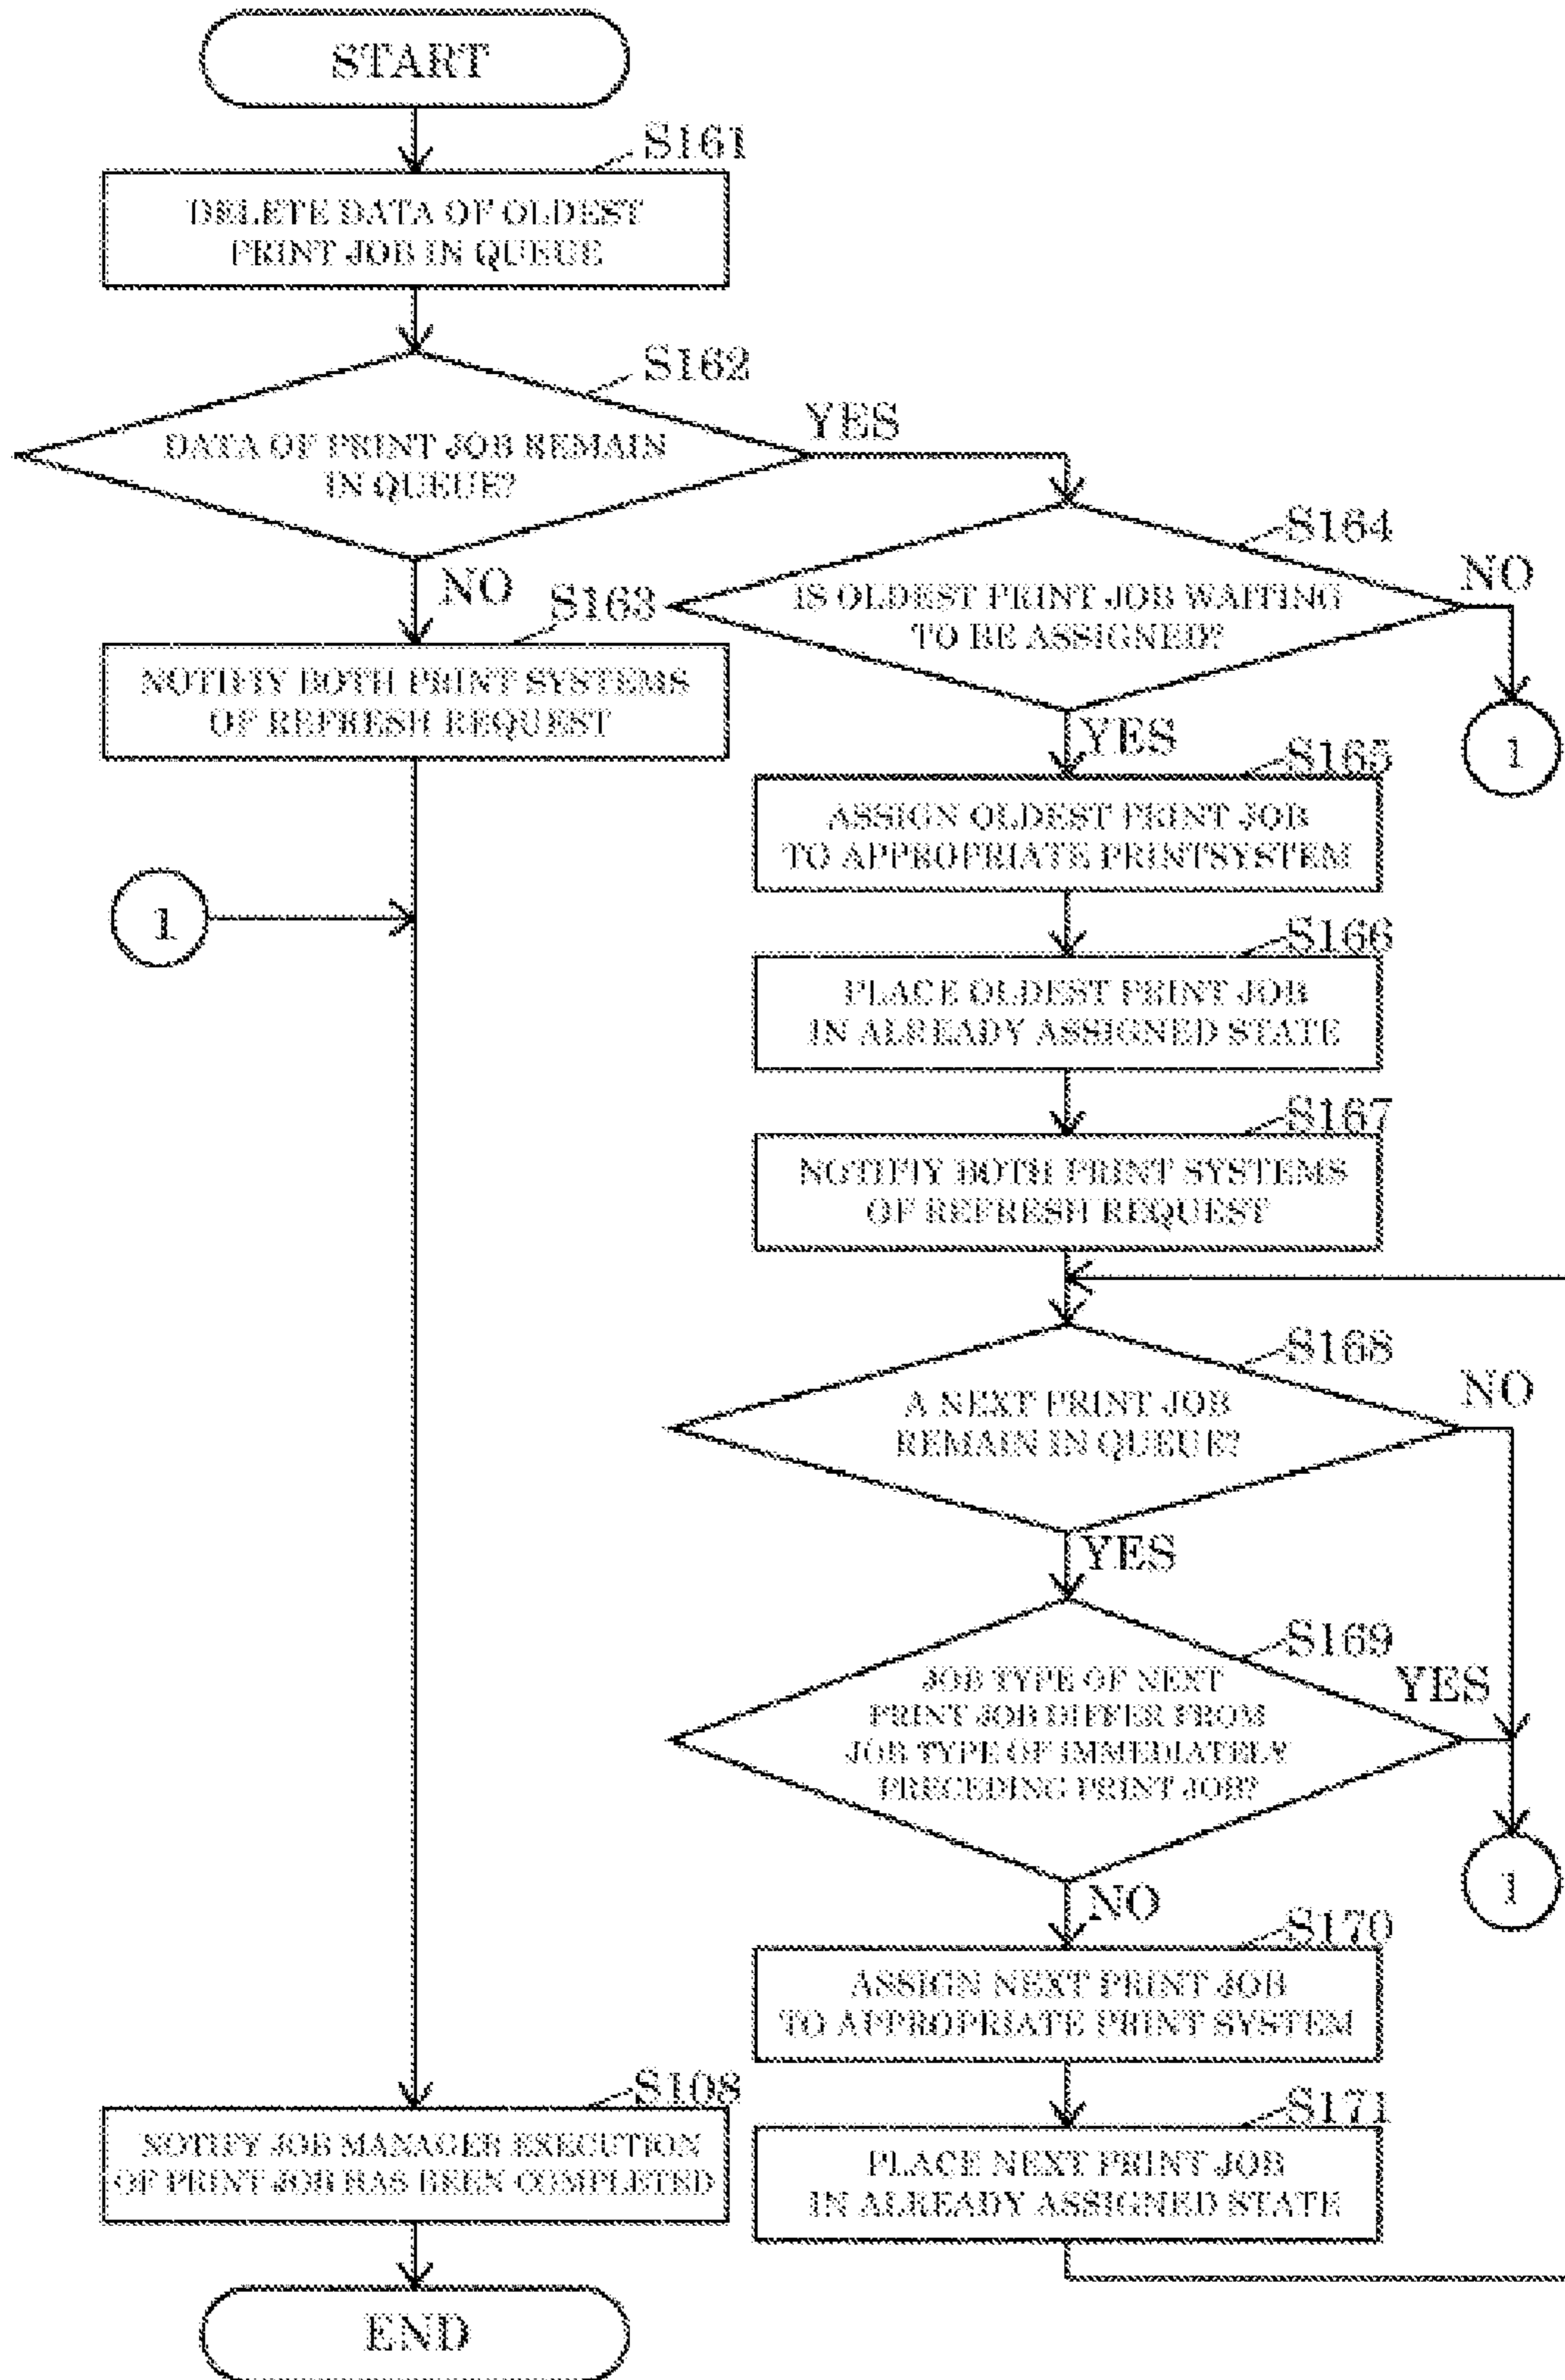 START
S161
DELETE DATA OF OLDEST
PRINT JOB IN QUEUE
S162
DATA OF PRINT JOB REMAIN
IN QUEUE?
YES
NO
S163
NOTIFIY BOTH PRINT SYSTEMS
OF REFRESH REQUEST
S164
IS OLDEST PRINT JOB WAITING
TO BE ASSIGNED?
NO
1
YES
S165
ASSIGN OLDEST PRINT JOB
TO APPROPRIATE PRINTSYSTEM
1
S166
PLACE OLDEST PRINT JOB
IN ALREADY ASSIGNED STATE
S167
NOTIFIY BOTH PRINT SYSTEMS
OF REFRESH REQUEST
S168
A NEXT PRINT JOB
REMAIN IN QUEUE?
NO
YES
S169
JOB TYPE OF NEXT
PRINT JOB DIFFER FROM
JOB TYPE OF IMMEDIATELY
PRECEDING PRINT JOB?
YES
1
NO
S170
ASSIGN NEXT PRINT JOB
TO APPROPRIATE PRINT SYSTEM
S171
PLACE NEXT PRINT JOB
IN ALREADY ASSIGNED STATE
S108
NOTIFY JOB MANAGER EXECUTION
OF PRINT JOB HAS BEEN COMPLETED
END